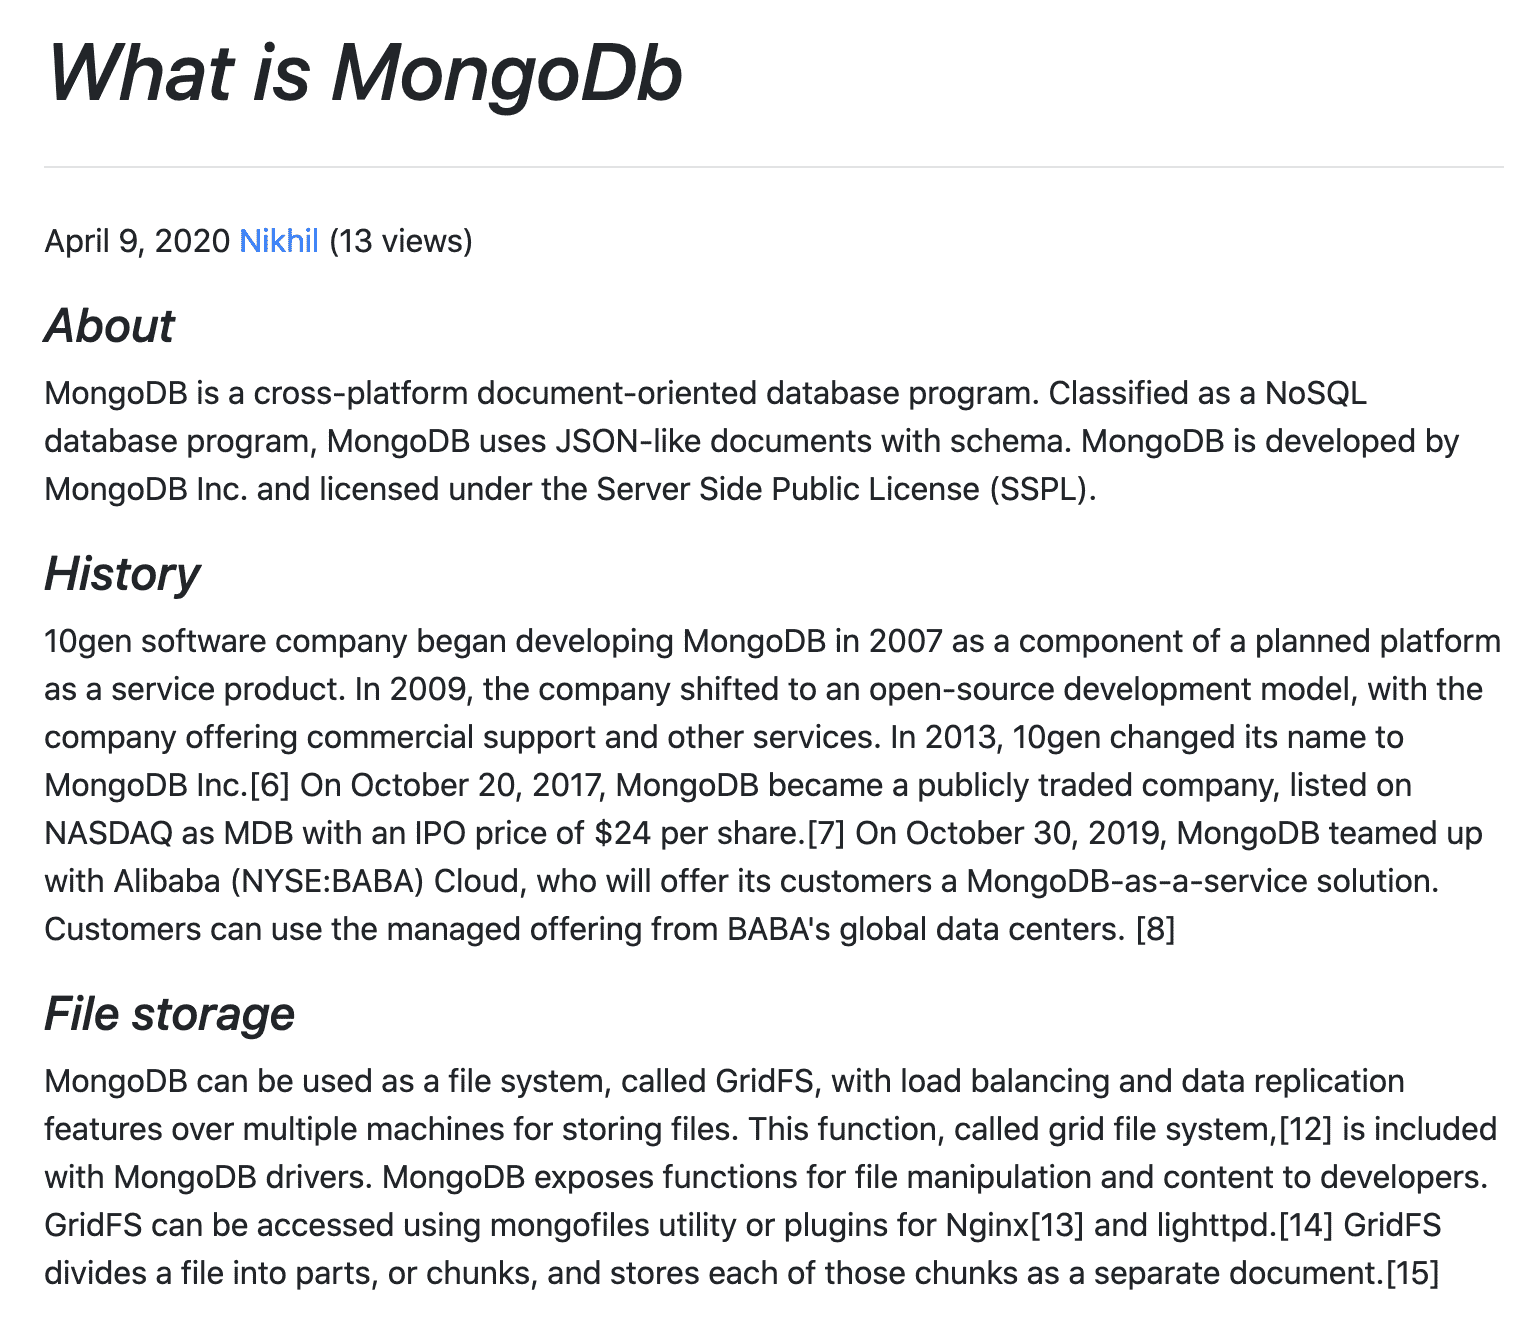 What is MongoDb
April 9, 2020 Nikhil (13 views)
About
MongoDB is a cross-platform document-oriented database program. Classified as a NoSQL
database program, MongoDB uses JSON-like documents with schema. MongoDB is developed by
MongoDB Inc. and licensed under the Server Side Public License (SSPL).
History
10gen software company began developing MongoDB in 2007 as a component of a planned platform
as a service product. In 2009, the company shifted to an open-source development model, with the
company offering commercial support and other services. In 2013, 10gen changed its name to
MongoDB Inc.[6] On October 20, 2017, MongoDB became a publicly traded company, listed on
NASDAQ as MDB with an IPO price of $24 per share.[7] On October 30, 2019, MongoDB teamed up
with Alibaba (NYSE:BABA) Cloud, who will offer its customers a MongoDB-as-a-service solution.
Customers can use the managed offering from BABA's global data centers. [8]
File storage
MongoDB can be used as a file system, called GridFS, with load balancing and data replication
features over multiple machines for storing files. This function, called grid file system,[12] is included
with MongoDB drivers. MongoDB exposes functions for file manipulation and content to developers.
GridFS can be accessed using mongofiles utility or plugins for Nginx[13] and lighttpd.[14] GridFS
divides a file into parts, or chunks, and stores each of those chunks as a separate document.[15]